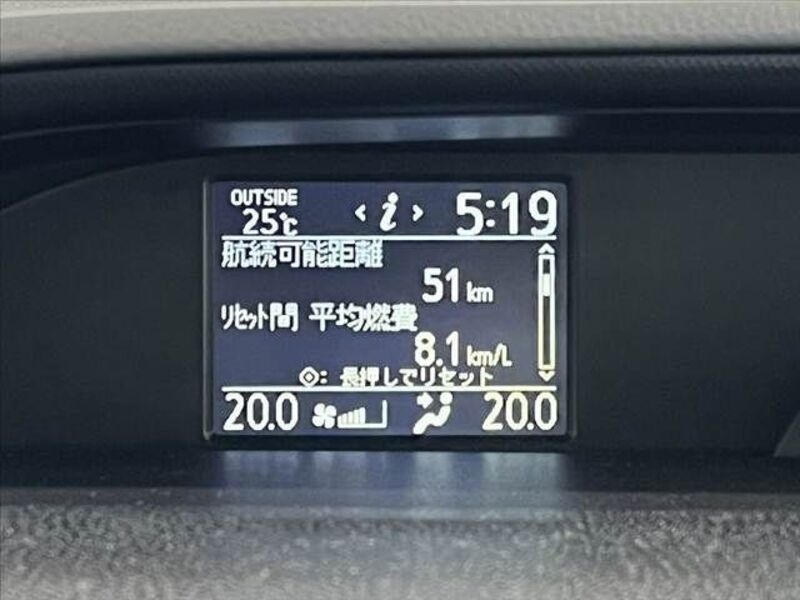 OUTSIDE
25℃
< i > 5:19
航続可能距離
51 km
リセット間 平均燃費
8.1 km/L
◇: 長押しでリセット
20.0 20.0